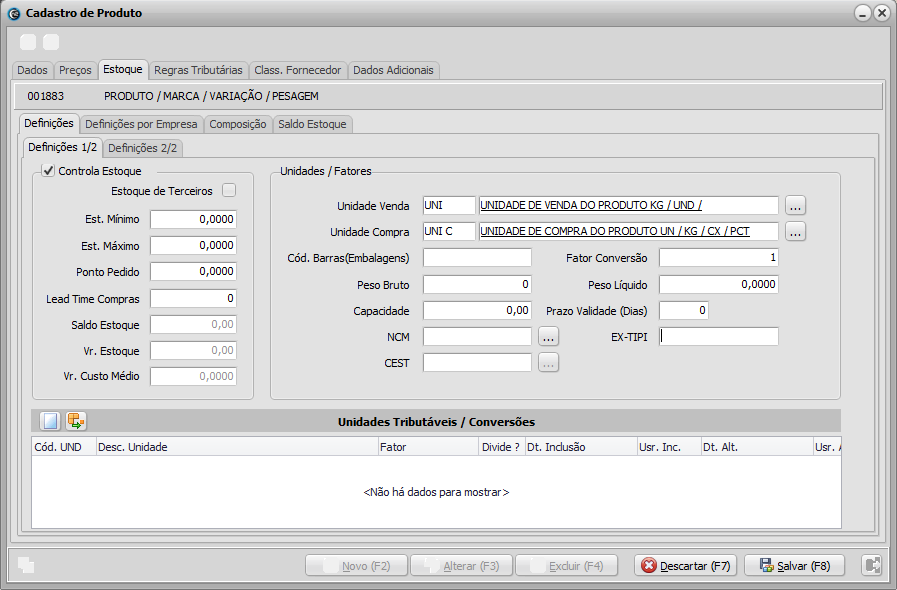 Cadastro de Produto
Dados Preços Estoque Regras Tributárias Class. Fornecedor Dados Adicionais
001883 PRODUTO / MARCA / VARIAÇÃO / PESAGEM
Definições Definições por Empresa Composição Saldo Estoque
Definições 1/2 Definições 2/2
Controla Estoque
Estoque de Terceiros
Est. Mínimo 0,0000
Est. Máximo 0,0000
Ponto Pedido 0,0000
Lead Time Compras 0
Saldo Estoque 0,00
Vr. Estoque 0,00
Vr. Custo Médio 0,0000
Unidades / Fatores
Unidade Venda UNI UNIDADE DE VENDA DO PRODUTO KG / UND / ...
Unidade Compra UNI C UNIDADE DE COMPRA DO PRODUTO UN / KG / CX / PCT ...
Cód. Barras(Embalagens) Fator Conversão 1
Peso Bruto 0 Peso Líquido 0,0000
Capacidade 0,00 Prazo Validade (Dias) 0
NCM ... EX-TIPI
CEST ...
Unidades Tributáveis / Conversões
Cód. UND Desc. Unidade Fator Divide ? Dt. Inclusão Usr. Inc. Dt. Alt. Usr.
<Não há dados para mostrar>
Novo (F2) Alterar (F3) Excluir (F4) Descartar (F7) Salvar (F8)